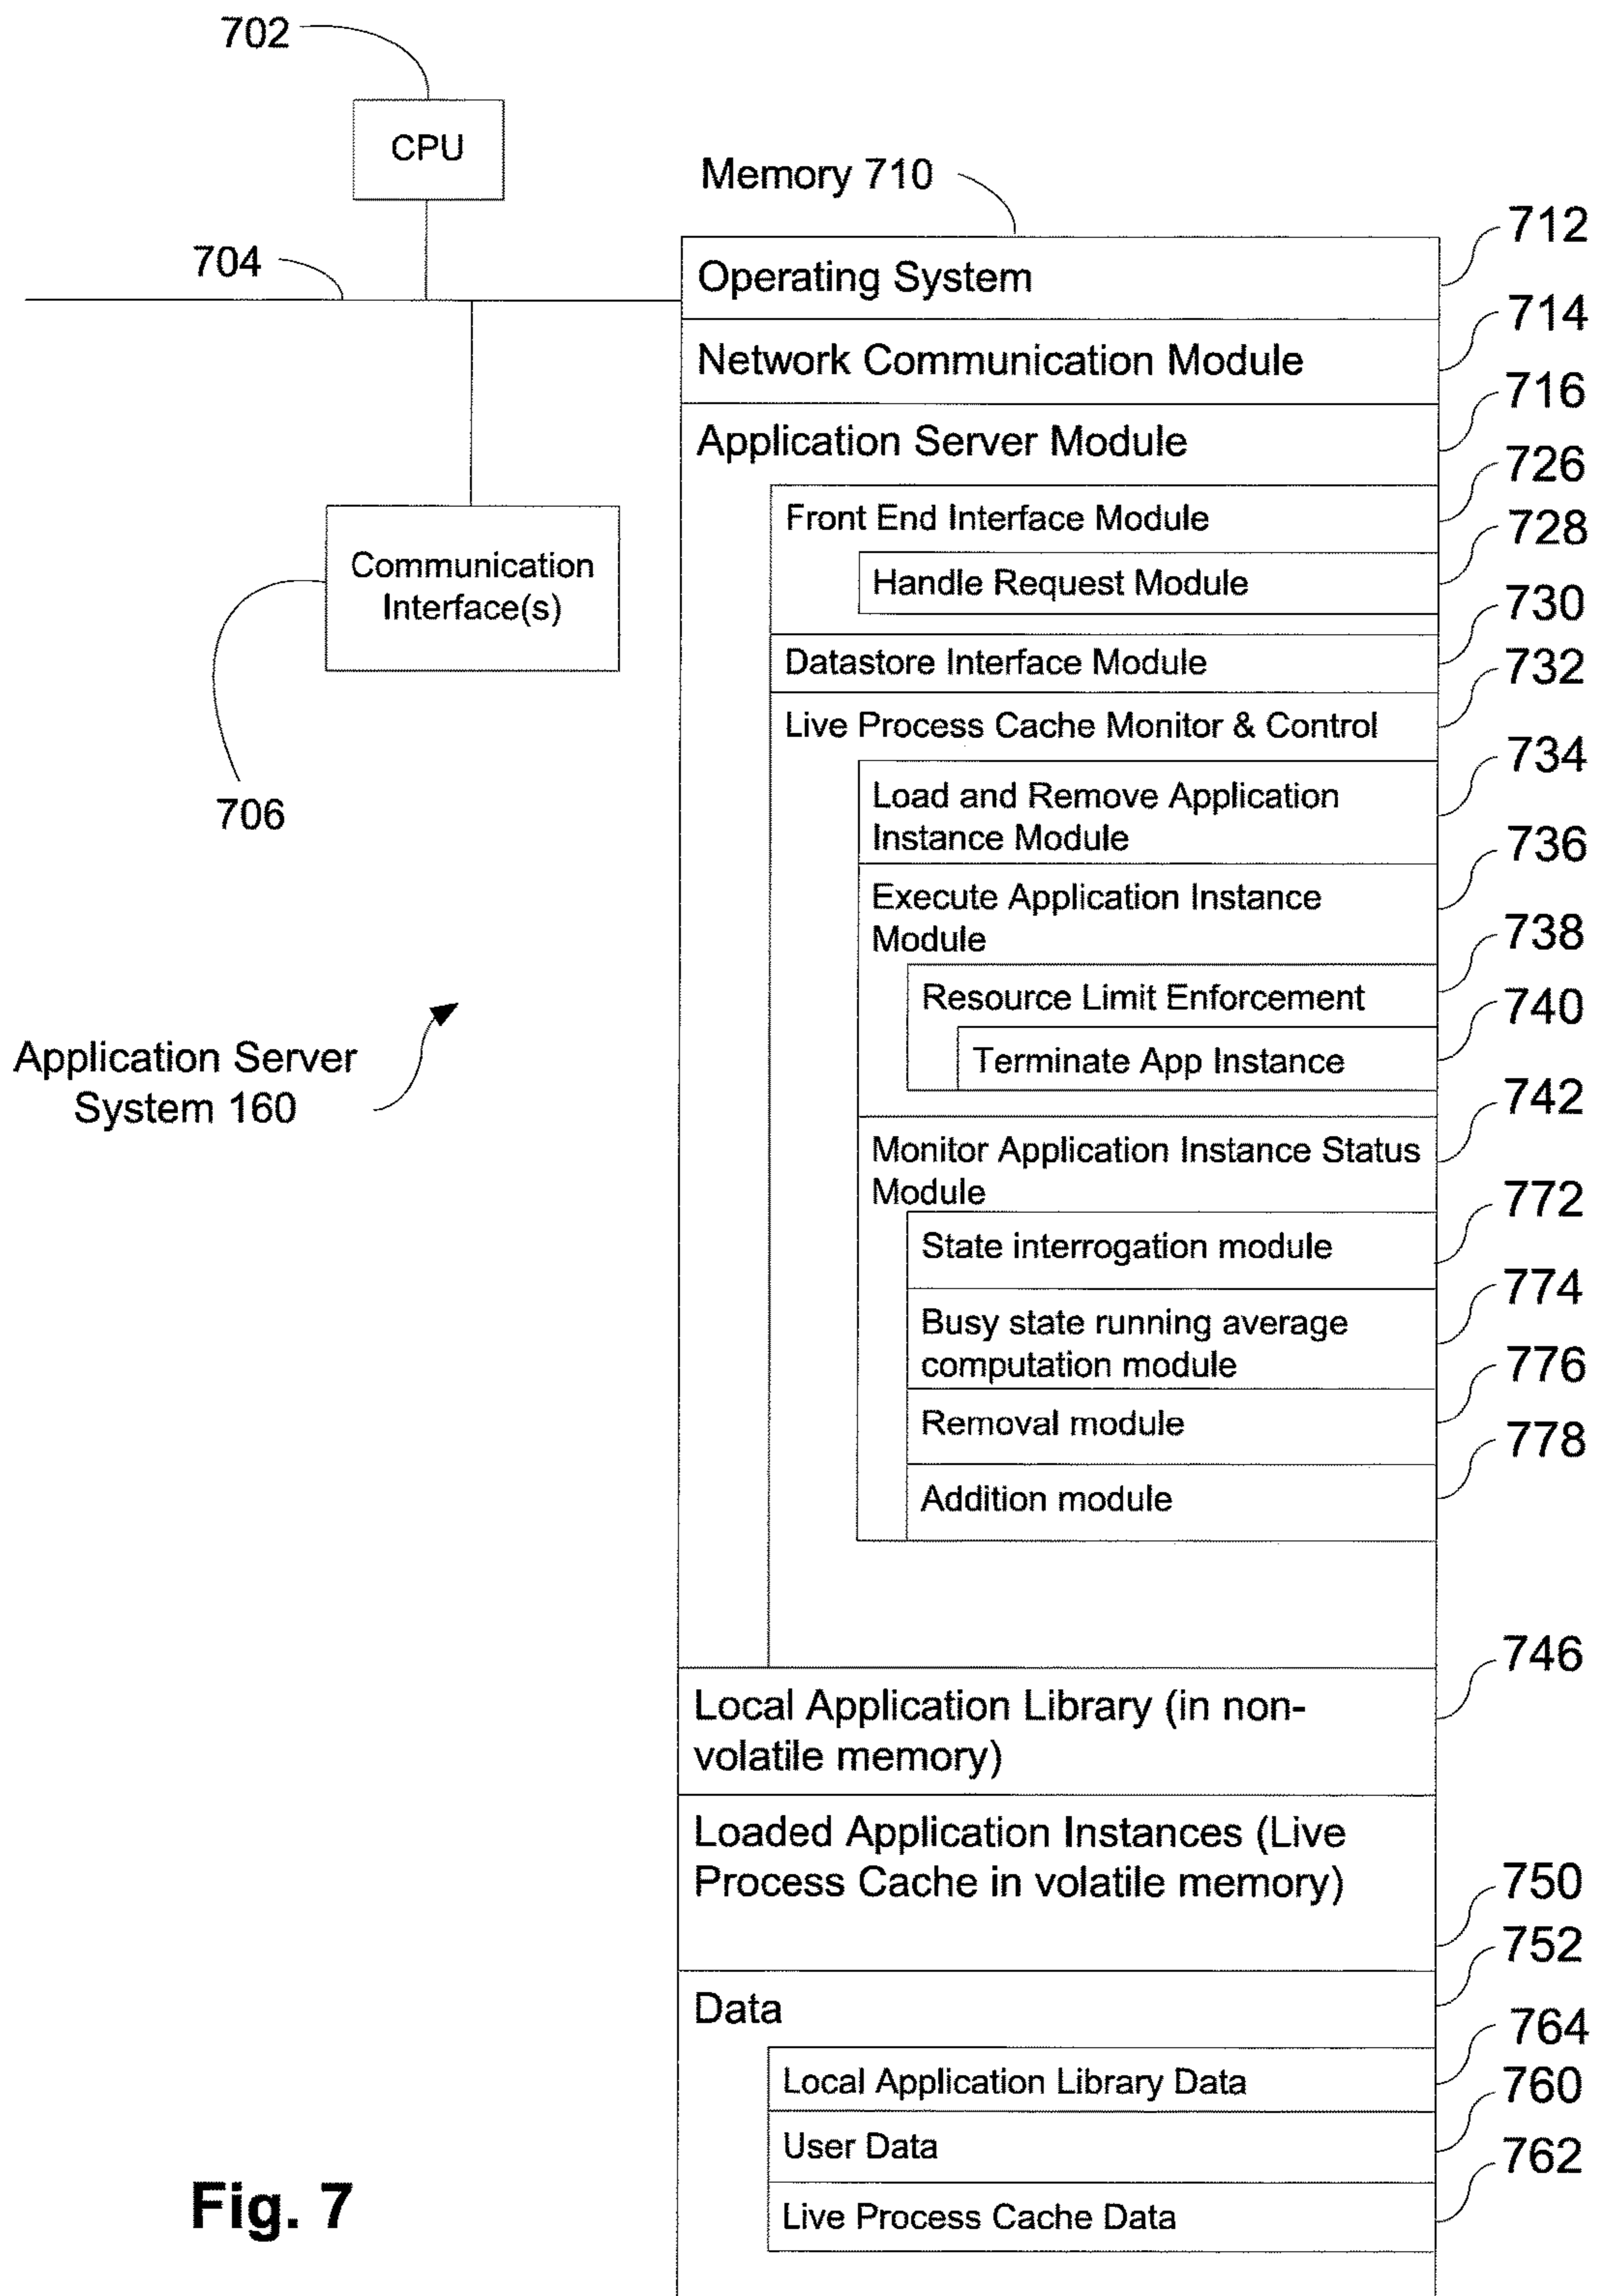 702
CPU
Memory 710
712
704
Operating System
714
Network Communication Module
716
Application Server Module
726
Front End Interface Module
728
Communication
Interface(s)
Handle Request Module
730
Datastore Interface Module
732
Live Process Cache Monitor & Control
734
706
Load and Remove Application
Instance Module
736
Execute Application Instance
Module
738
Resource Limit Enforcement
740
Terminate App Instance
Application Server
System 160
742
Monitor Application Instance Status
Module
772
State interrogation module
774
Busy state running average
computation module
776
Removal module
778
Addition module
746
Local Application Library (in non-
volatile memory)
Loaded Application Instances (Live
Process Cache in volatile memory)
750
752
Data
764
Local Application Library Data
760
User Data
762
Live Process Cache Data
Fig. 7